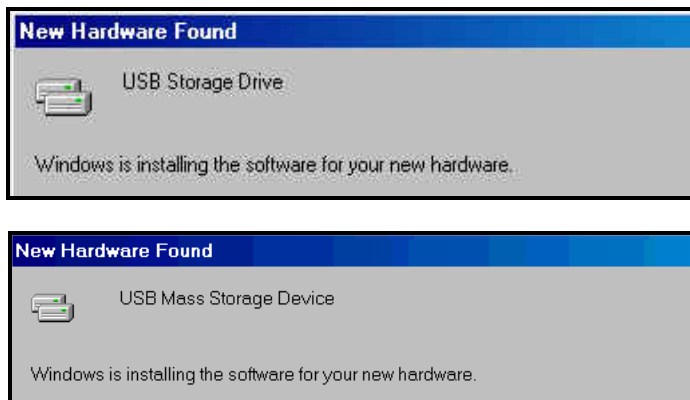 New Hardware Found
USB Storage Drive
Windows is installing the software for your new hardware.
New Hardware Found
USB Mass Storage Device
Windows is installing the software for your new hardware.